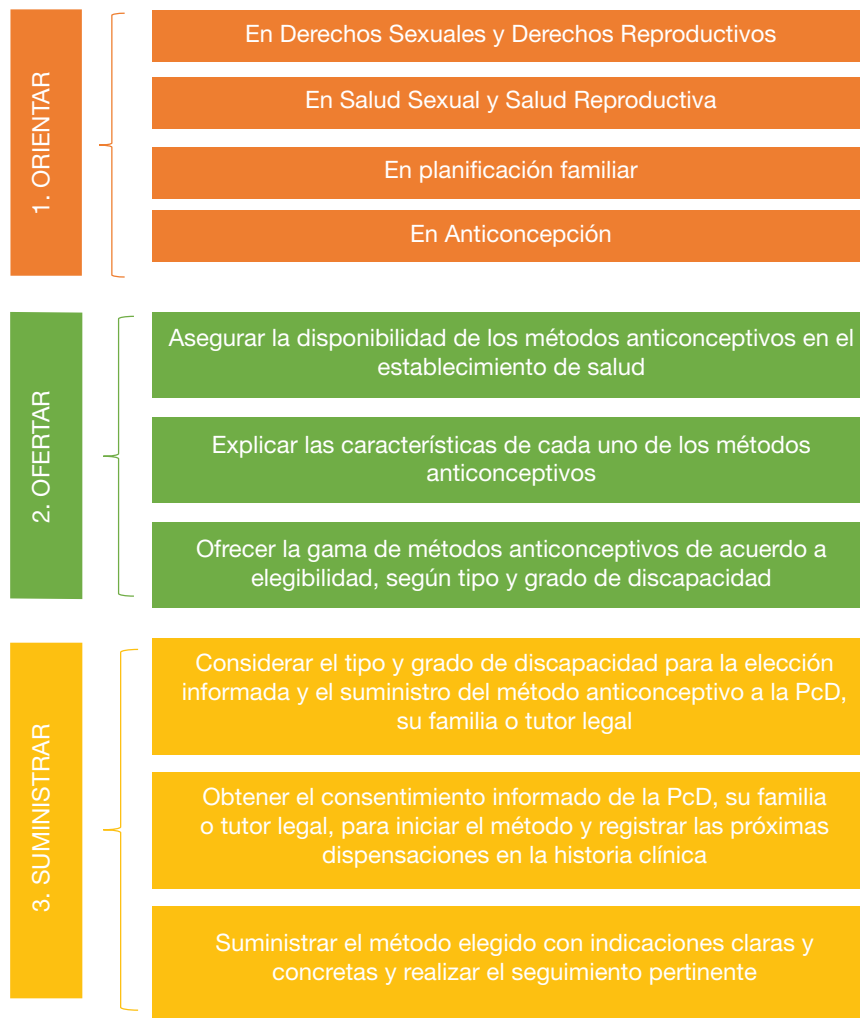 1. ORIENTAR
En Derechos Sexuales y Derechos Reproductivos
En Salud Sexual y Salud Reproductiva
En planificación familiar
En Anticoncepción
2. OFERTAR
Asegurar la disponibilidad de los métodos anticonceptivos en el
establecimiento de salud
Explicar las características de cada uno de los métodos
anticonceptivos
Ofrecer la gama de métodos anticonceptivos de acuerdo a
elegibilidad, según tipo y grado de discapacidad
3. SUMINISTRAR
Considerar el tipo y grado de discapacidad para la elección
informada y el suministro del método anticonceptivo a la PcD,
su familia o tutor legal
Obtener el consentimiento informado de la PcD, su familia
o tutor legal, para iniciar el método y registrar las próximas
dispensaciones en la historia clínica
Suministrar el método elegido con indicaciones claras y
concretas y realizar el seguimiento pertinente